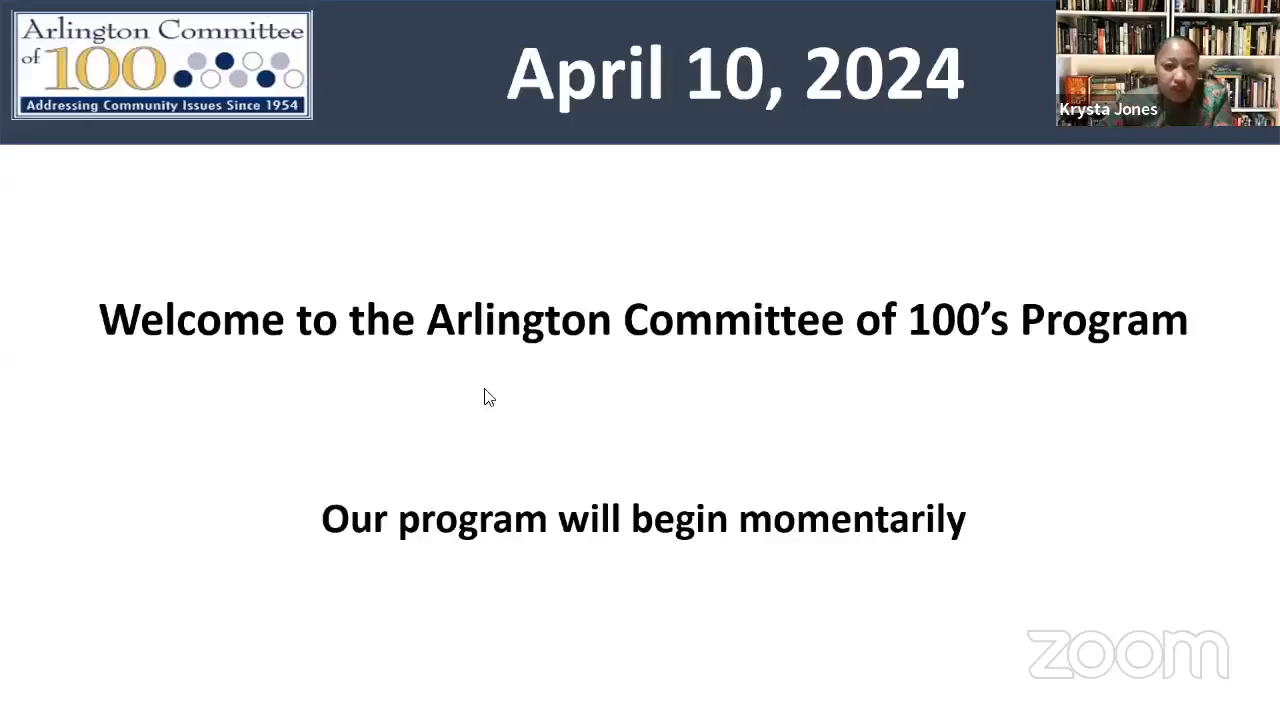 Arlington Committee
of 100
Addressing Community Issues Since 1954
April 10, 2024
Krysta Jones
Welcome to the Arlington Committee of 100’s Program
Our program will begin momentarily
zoom